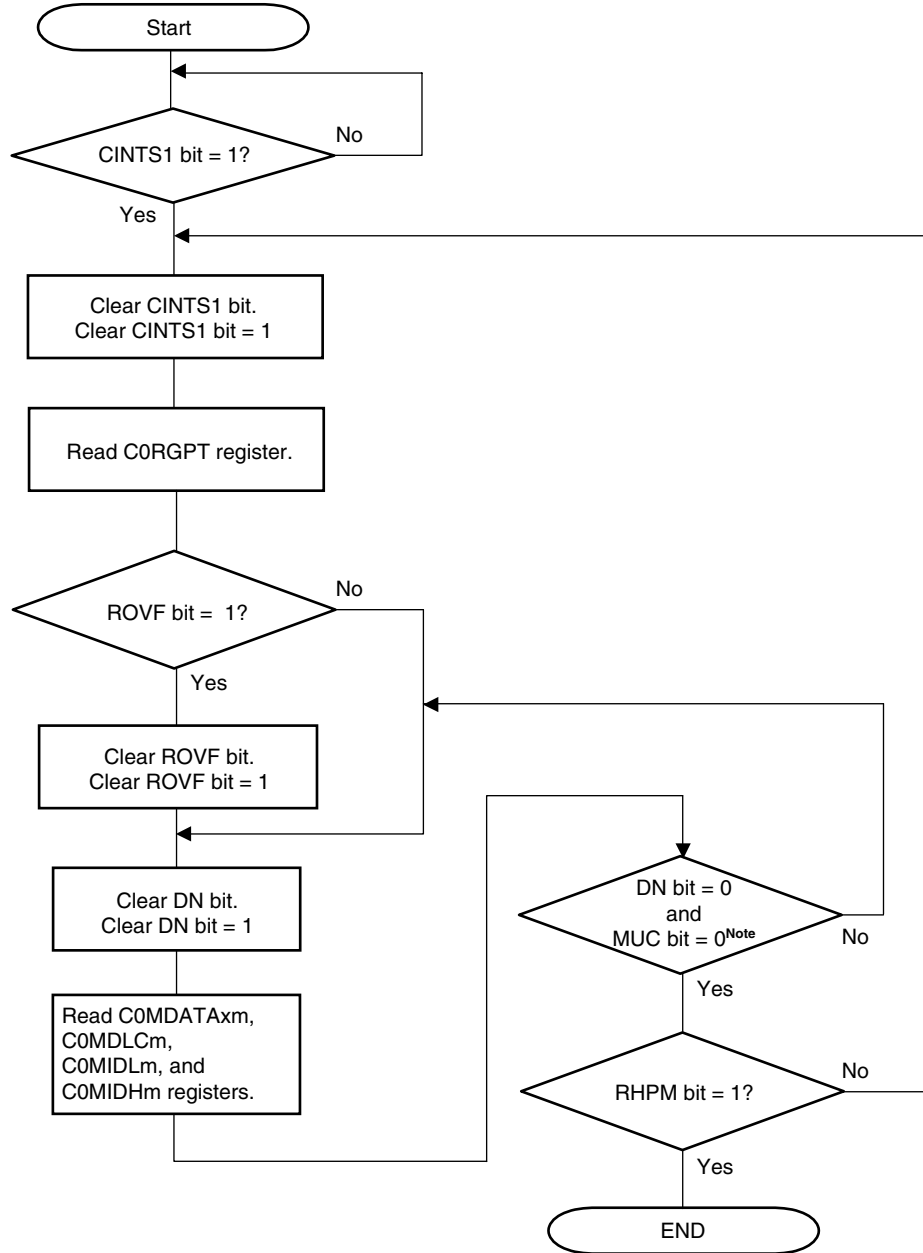 Start
No
CINTS1 bit = 1?
Yes
Clear CINTS1 bit.
Clear CINTS1 bit = 1
Read C0RGPT register.
No
ROVF bit = 1?
Yes
Clear ROVF bit.
Clear ROVF bit = 1
Clear DN bit.
Clear DN bit = 1
Read C0MDATAxm,
C0MDLCm,
C0MIDLm, and
C0MIDHm registers.
DN bit = 0
and
MUC bit = 0Note
No
Yes
No
RHPM bit = 1?
Yes
END